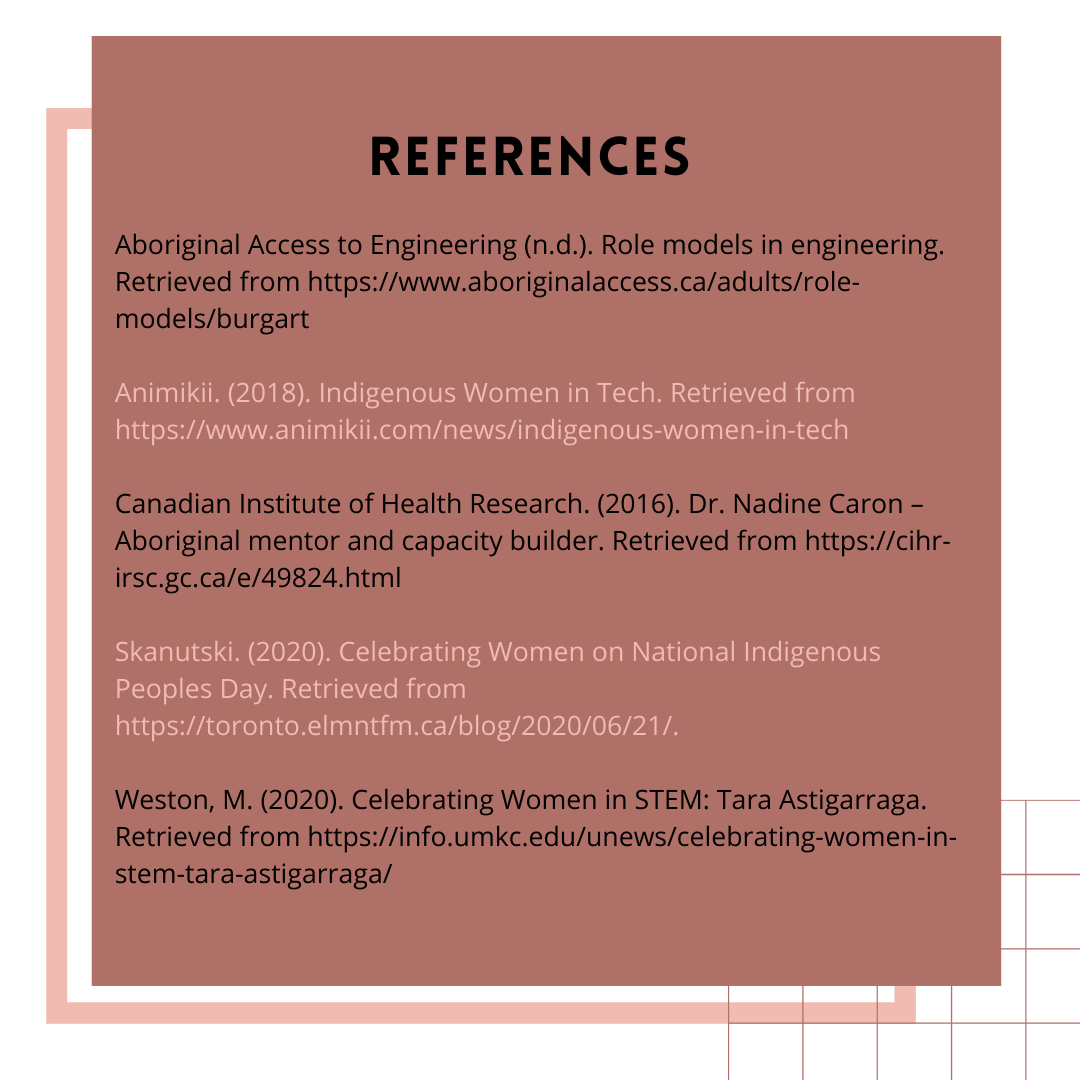 REFERENCES
Aboriginal Access to Engineering (n.d.). Role models in engineering.
Retrieved from https://www.aboriginalaccess.ca/adults/role-
models/burgart
Animikii. (2018). Indigenous Women in Tech. Retrieved from
https://www.animikii.com/news/indigenous-women-in-tech
Canadian Institute of Health Research. (2016). Dr. Nadine Caron –
Aboriginal mentor and capacity builder. Retrieved from https://cihr-
irsc.gc.ca/e/49824.html
Skanutski. (2020). Celebrating Women on National Indigenous
Peoples Day. Retrieved from
https://toronto.elmntfm.ca/blog/2020/06/21/.
Weston, M. (2020). Celebrating Women in STEM: Tara Astigarraga.
Retrieved from https://info.umkc.edu/unews/celebrating-women-in-
stem-tara-astigarraga/